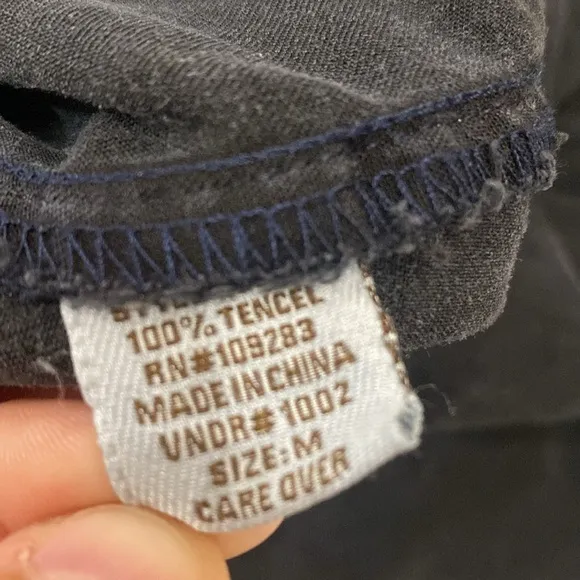 100% TENCEL
RN#109283
MADE IN CHINA
VNDR#1002
SIZE:M
CARE OVER